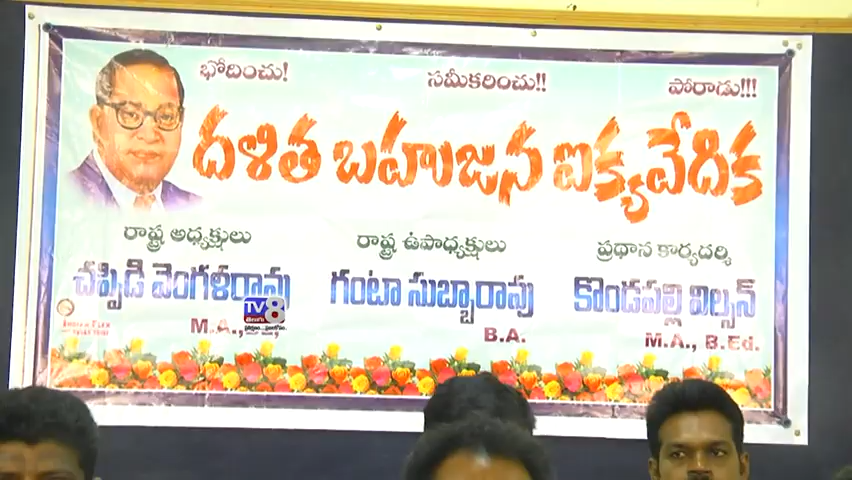 భోదించు! సమీకరించు!! పోరాడు!!!
దళిత బహుజన ఐక్యవేదిక
రాష్ట్ర అధ్యక్షులు రాష్ట్ర ఉపాధ్యక్షులు ప్రధాన కార్యదర్శి
చప్పిడి వెంగళరావు గంటా సుబ్బారావు కొండపల్లి విల్సన్
TV8
తెలుగు
M.A., B.A. M.A., B.Ed.